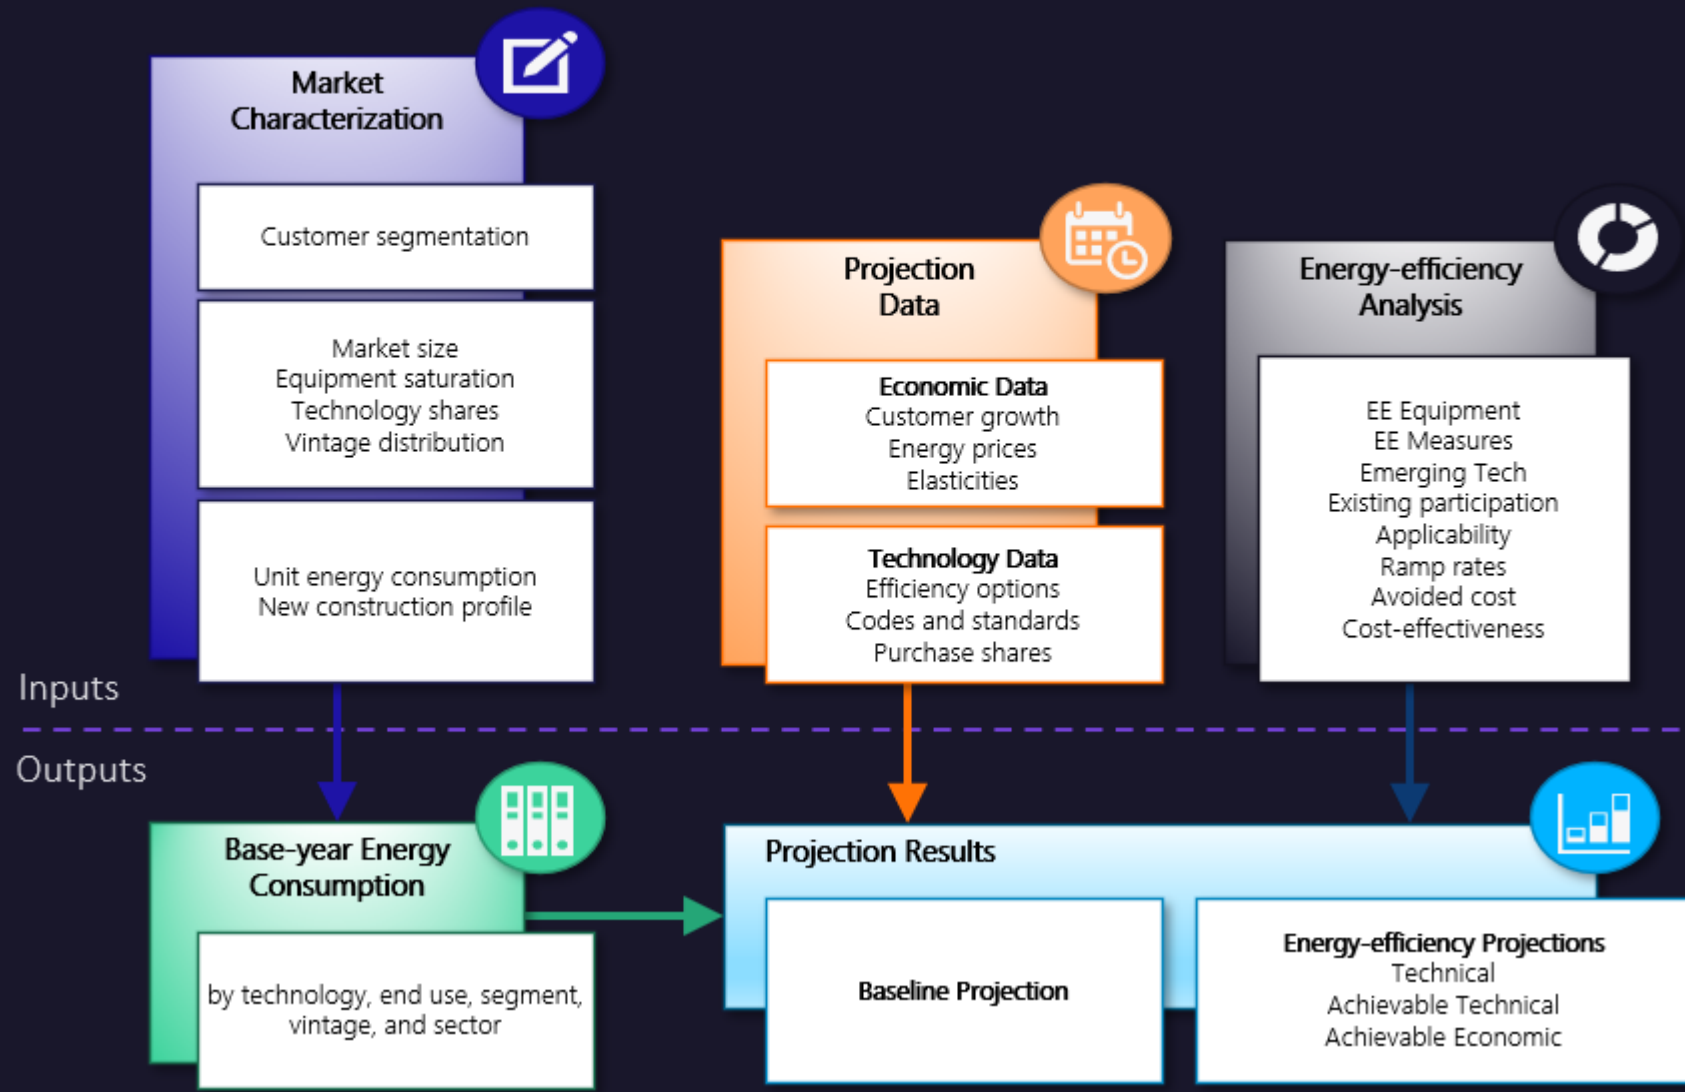 Market
Characterization
Customer segmentation
Market size
Equipment saturation
Technology shares
Vintage distribution
Unit energy consumption
New construction profile
Projection
Data
Economic Data
Customer growth
Energy prices
Elasticities
Technology Data
Efficiency options
Codes and standards
Purchase shares
Energy-efficiency
Analysis
EE Equipment
EE Measures
Emerging Tech
Existing participation
Applicability
Ramp rates
Avoided cost
Cost-effectiveness
Inputs
Outputs
Base-year Energy
Consumption
by technology, end use, segment,
vintage, and sector
Projection Results
Baseline Projection
Energy-efficiency Projections
Technical
Achievable Technical
Achievable Economic